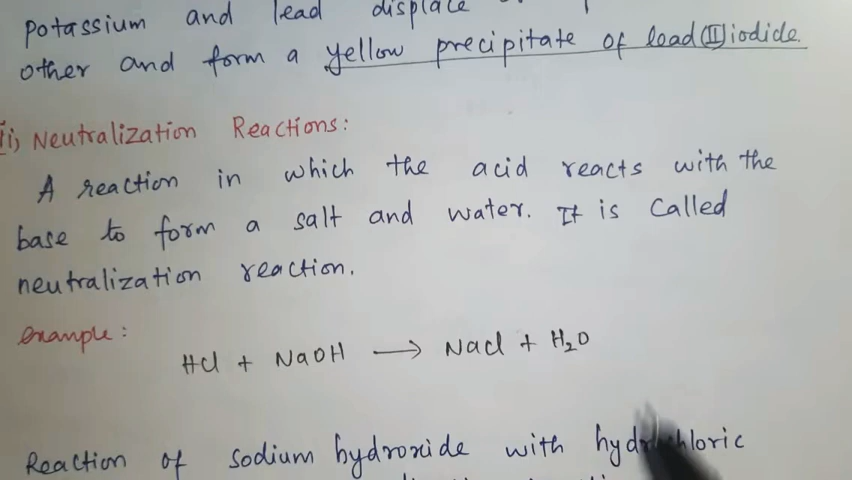 potassium and lead displace
other and form a yellow precipitate of lead(II)iodide.
ii) Neutralization Reactions:
A reaction in which the acid reacts with the
base to form a salt and water. It is called
neutralization reaction.
example:
HCl + NaOH → NaCl + H₂O
Reaction of sodium hydroxide with hydrochloric